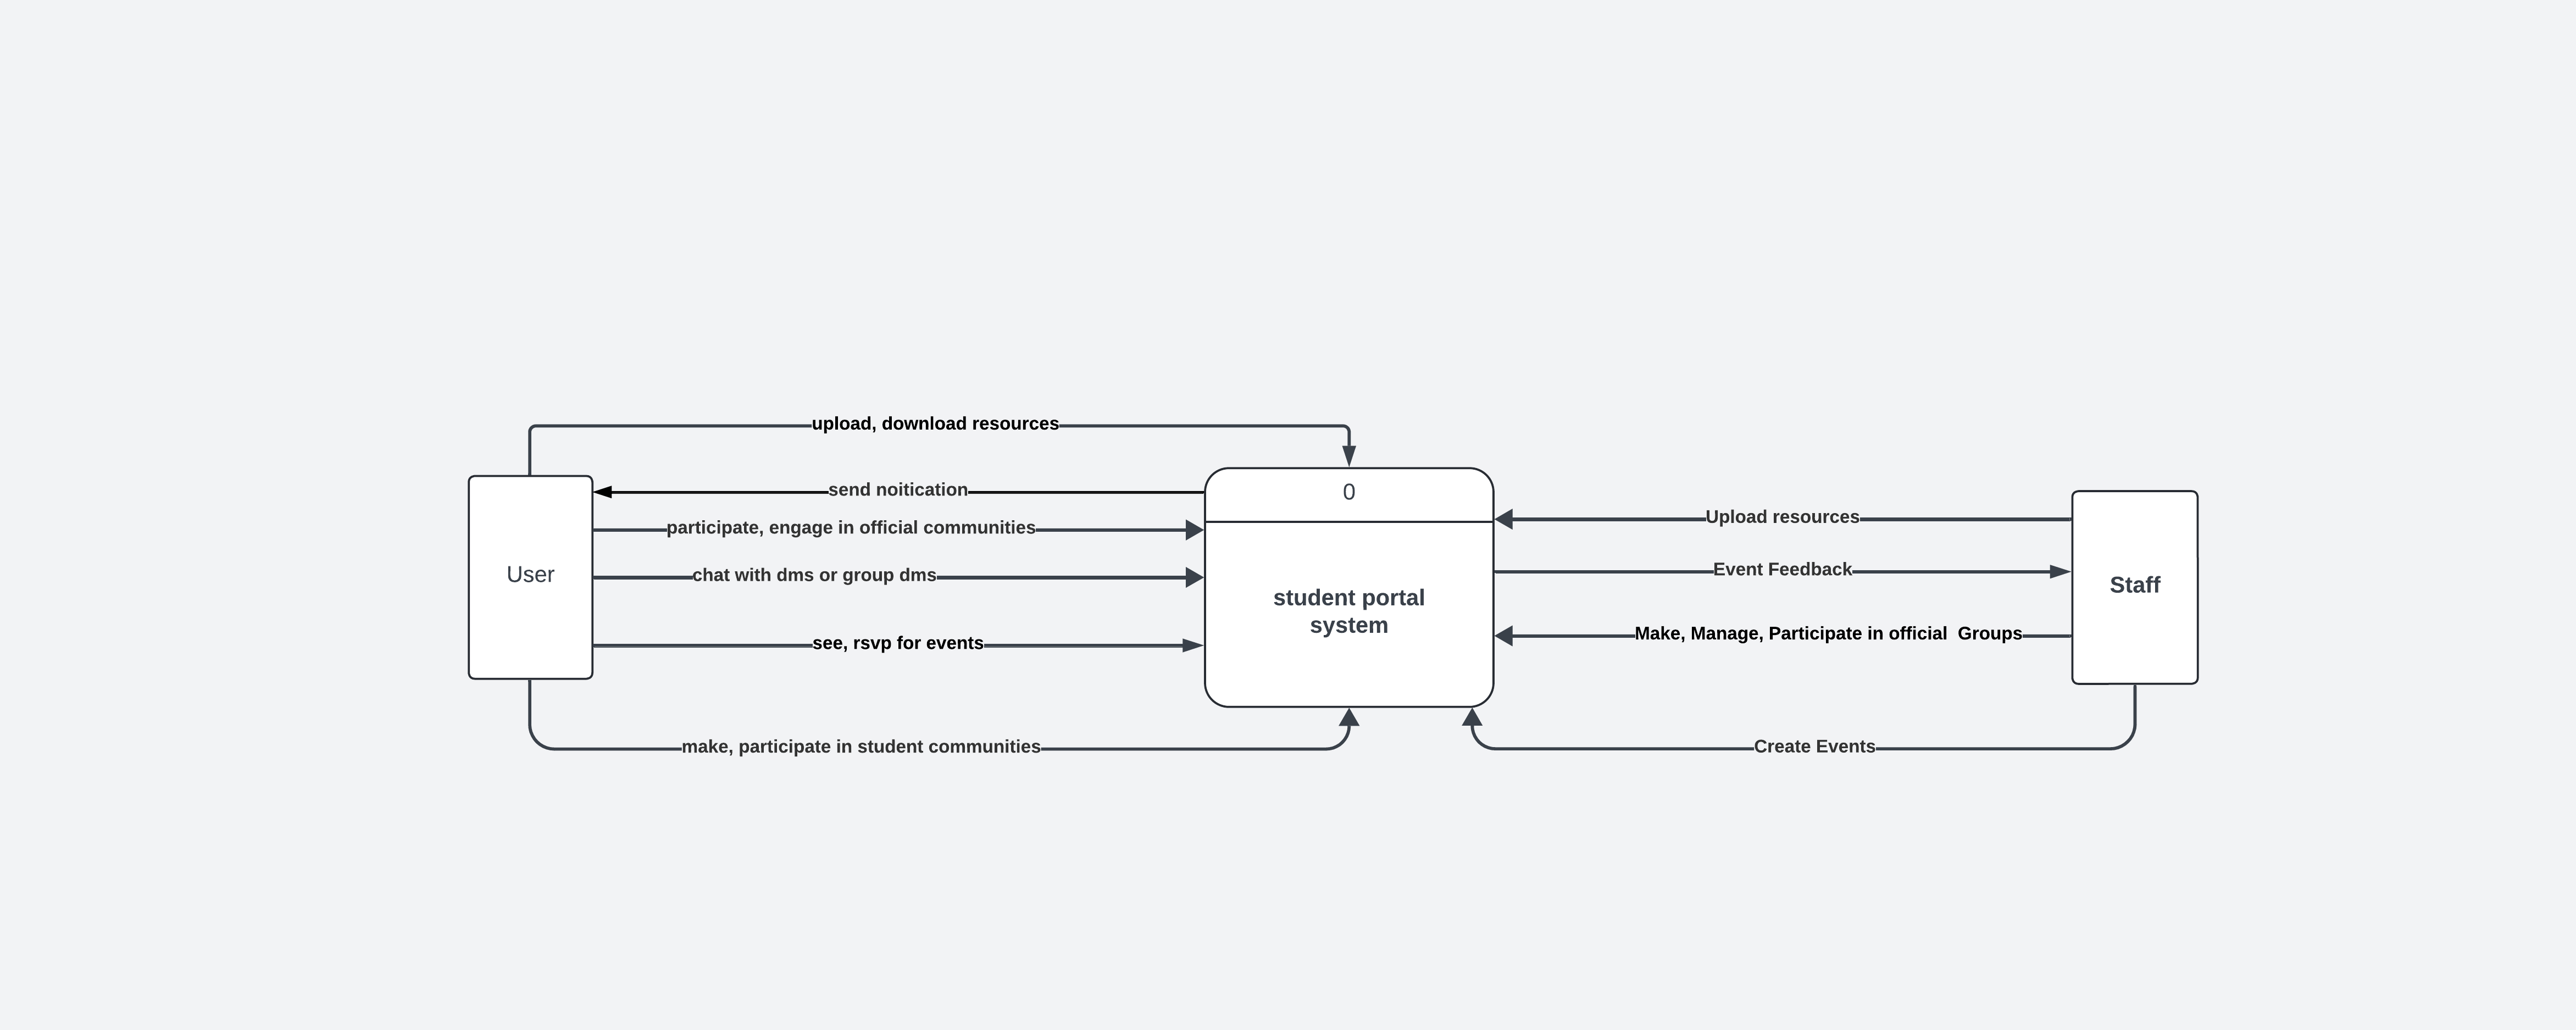 upload, download resources
send noitication
0
participate, engage in official communities
Upload resources
User
chat with dms or group dms
Event Feedback
Staff
student portal
system
see, rsvp for events
Make, Manage, Participate in official  Groups
make, participate in student communities
Create Events